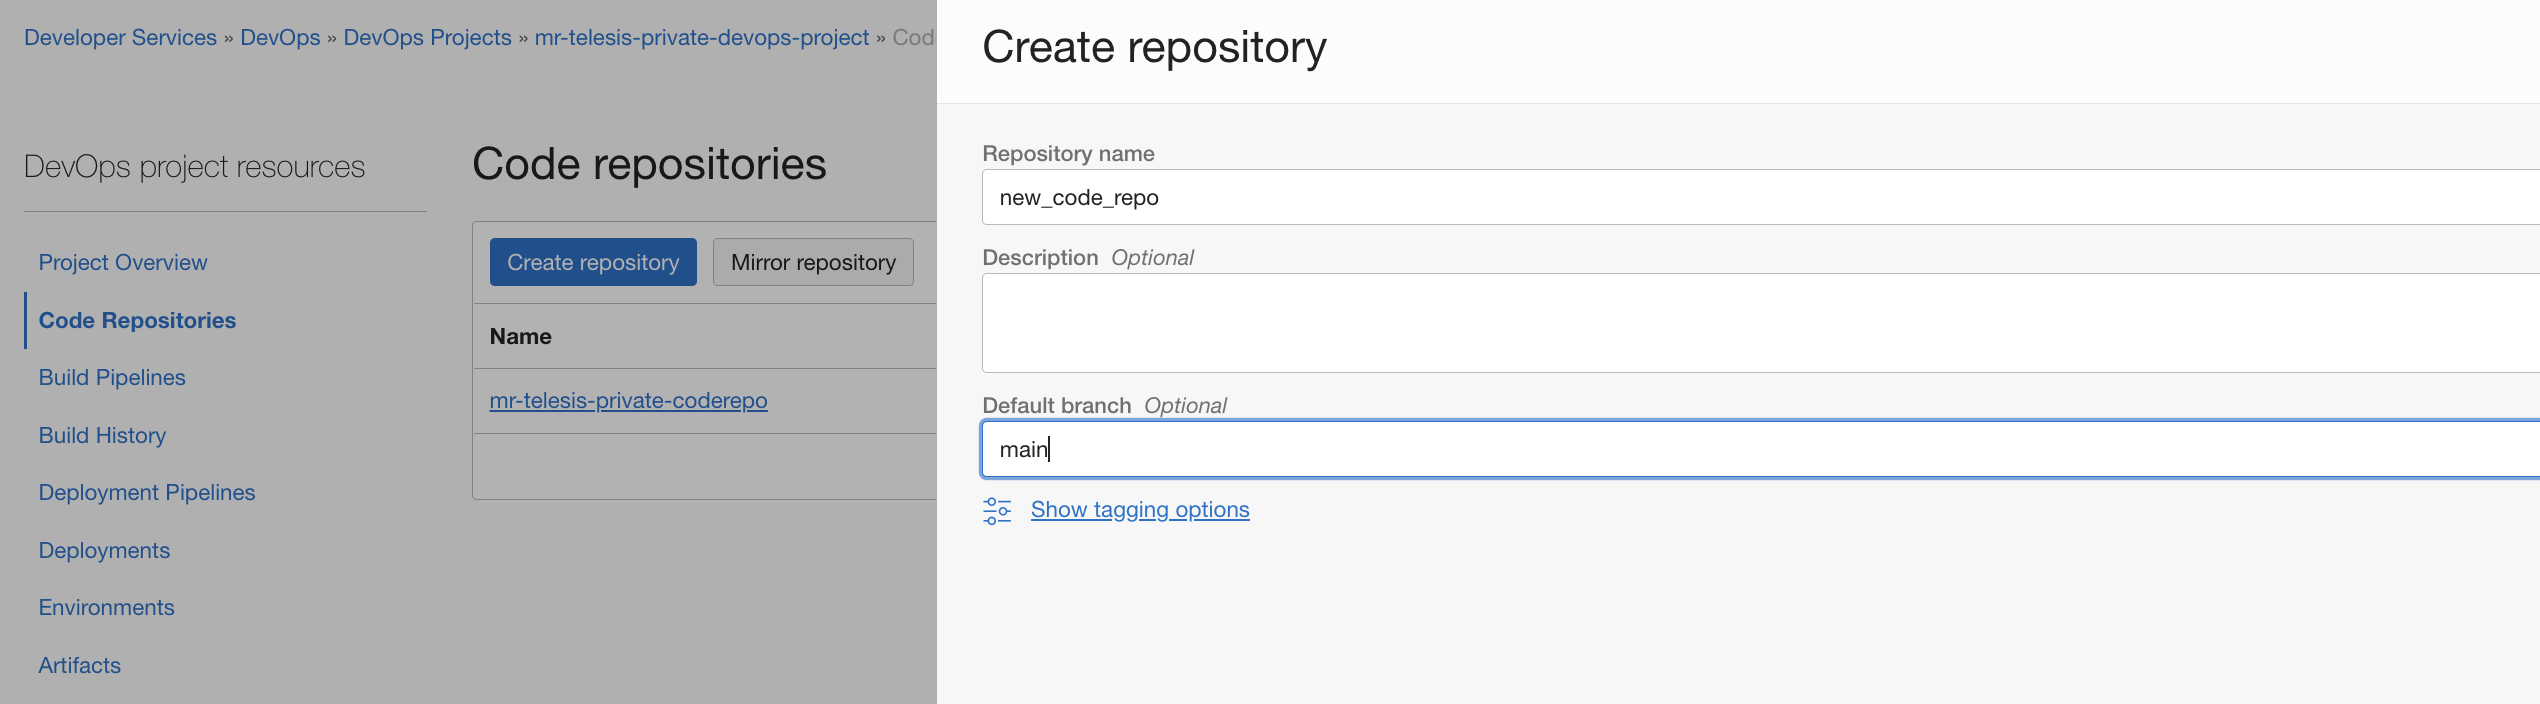 Developer Services » DevOps » DevOps Projects » mr-telesis-private-devops-project » Cod
DevOps project resources
Project Overview
Code Repositories
Build Pipelines
Build History
Deployment Pipelines
Deployments
Environments
Artifacts
Code repositories
Create repository
Mirror repository
Name
mr-telesis-private-coderepo
Create repository
Repository name
new_code_repo
Description Optional
Default branch Optional
main
Show tagging options